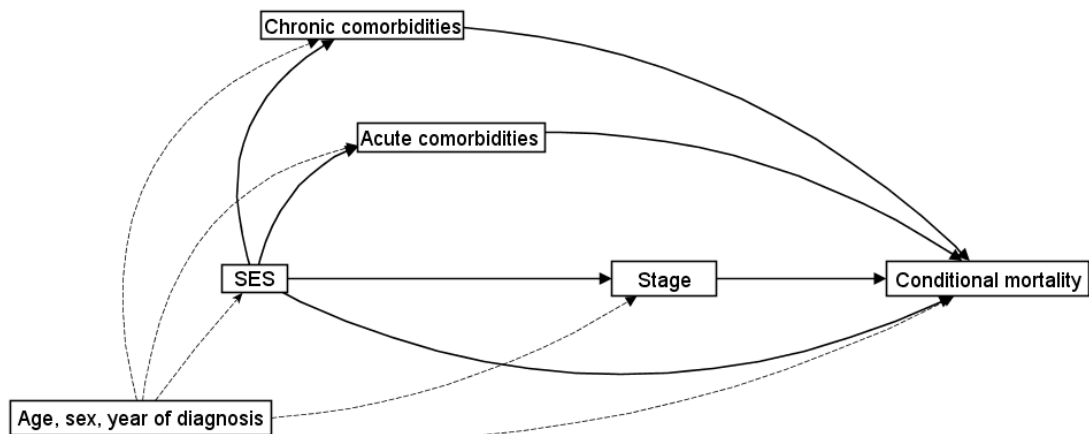 Chronic comorbidities
Acute comorbidities
SES
Stage
Conditional mortality
Age, sex, year of diagnosis